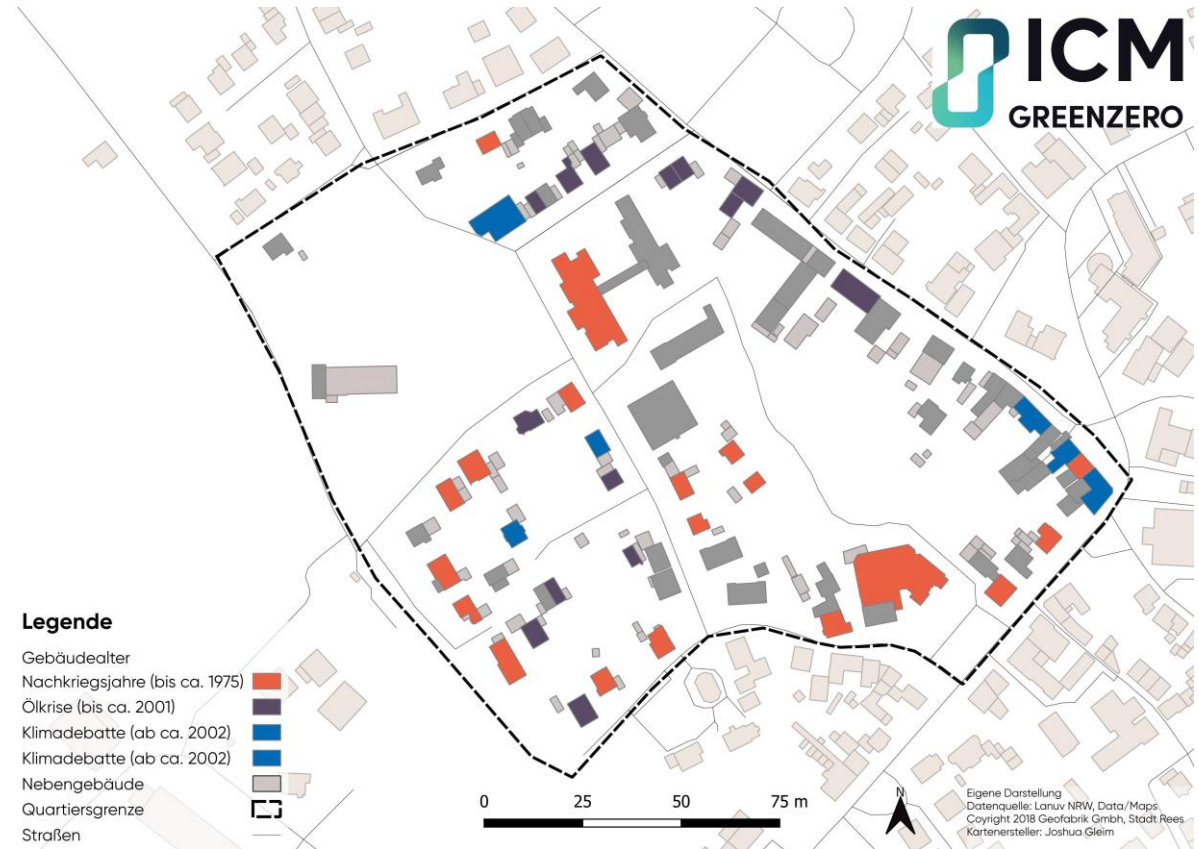 ICM
GREENZERO
Legende
Gebäudealter
Nachkriegsjahre (bis ca. 1975)
Ölkrise (bis ca. 2001)
Klimadebatte (ab ca. 2002)
Klimadebatte (ab ca. 2002)
Nebengebäude
Quartiersgrenze
Straßen
0 25 50 75 m
N
Eigene Darstellung
Datenquelle: Lanuv NRW, Data/Maps
Coyright 2018 Geofabrik Gmbh, Stadt Rees
Kartenersteller: Joshua Gleim